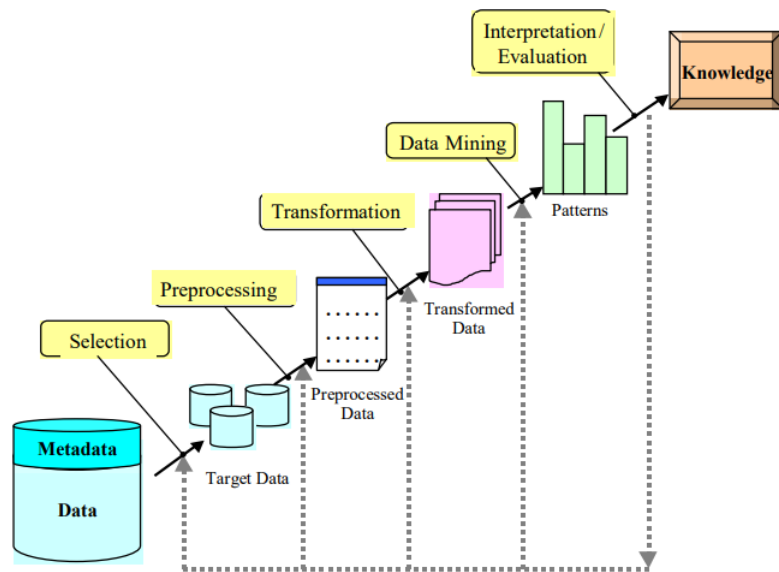 Interpretation/
Evaluation
Knowledge
Data Mining
Patterns
Transformation
Transformed
Data
Preprocessing
Preprocessed
Data
Selection
Target Data
Metadata
Data